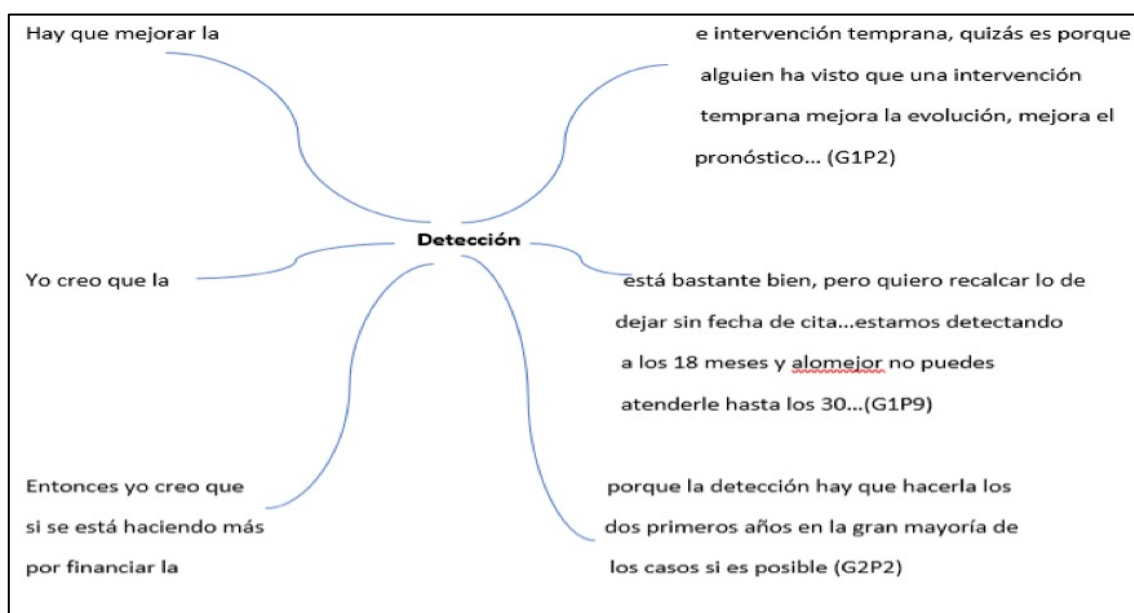 Hay que mejorar la
e intervención temprana, quizás es porque
alguien ha visto que una intervención
temprana mejora la evolución, mejora el
pronóstico... (G1P2)
Detección
Yo creo que la
está bastante bien, pero quiero recalcar lo de
dejar sin fecha de cita...estamos detectando
a los 18 meses y alomejor no puedes
atenderle hasta los 30...(G1P9)
Entonces yo creo que
si se está haciendo más
por financiar la
porque la detección hay que hacerla los
dos primeros años en la gran mayoría de
los casos si es posible (G2P2)